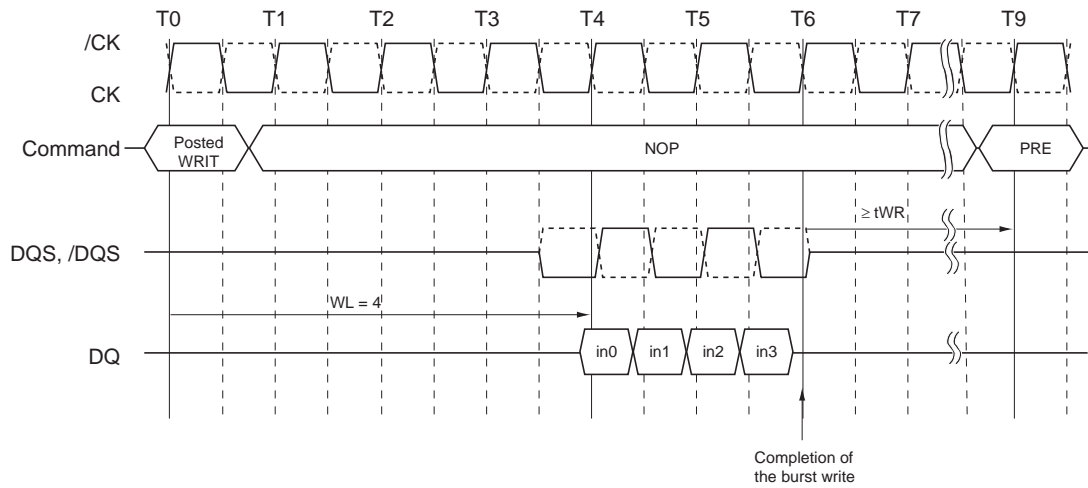 T0 T1 T2 T3 T4 T5 T6 T7 T9
/CK
CK
Command
Posted
WRIT
NOP
PRE
≥ tWR
DQS, /DQS
WL = 4
DQ
in0 in1 in2 in3
Completion of
the burst write